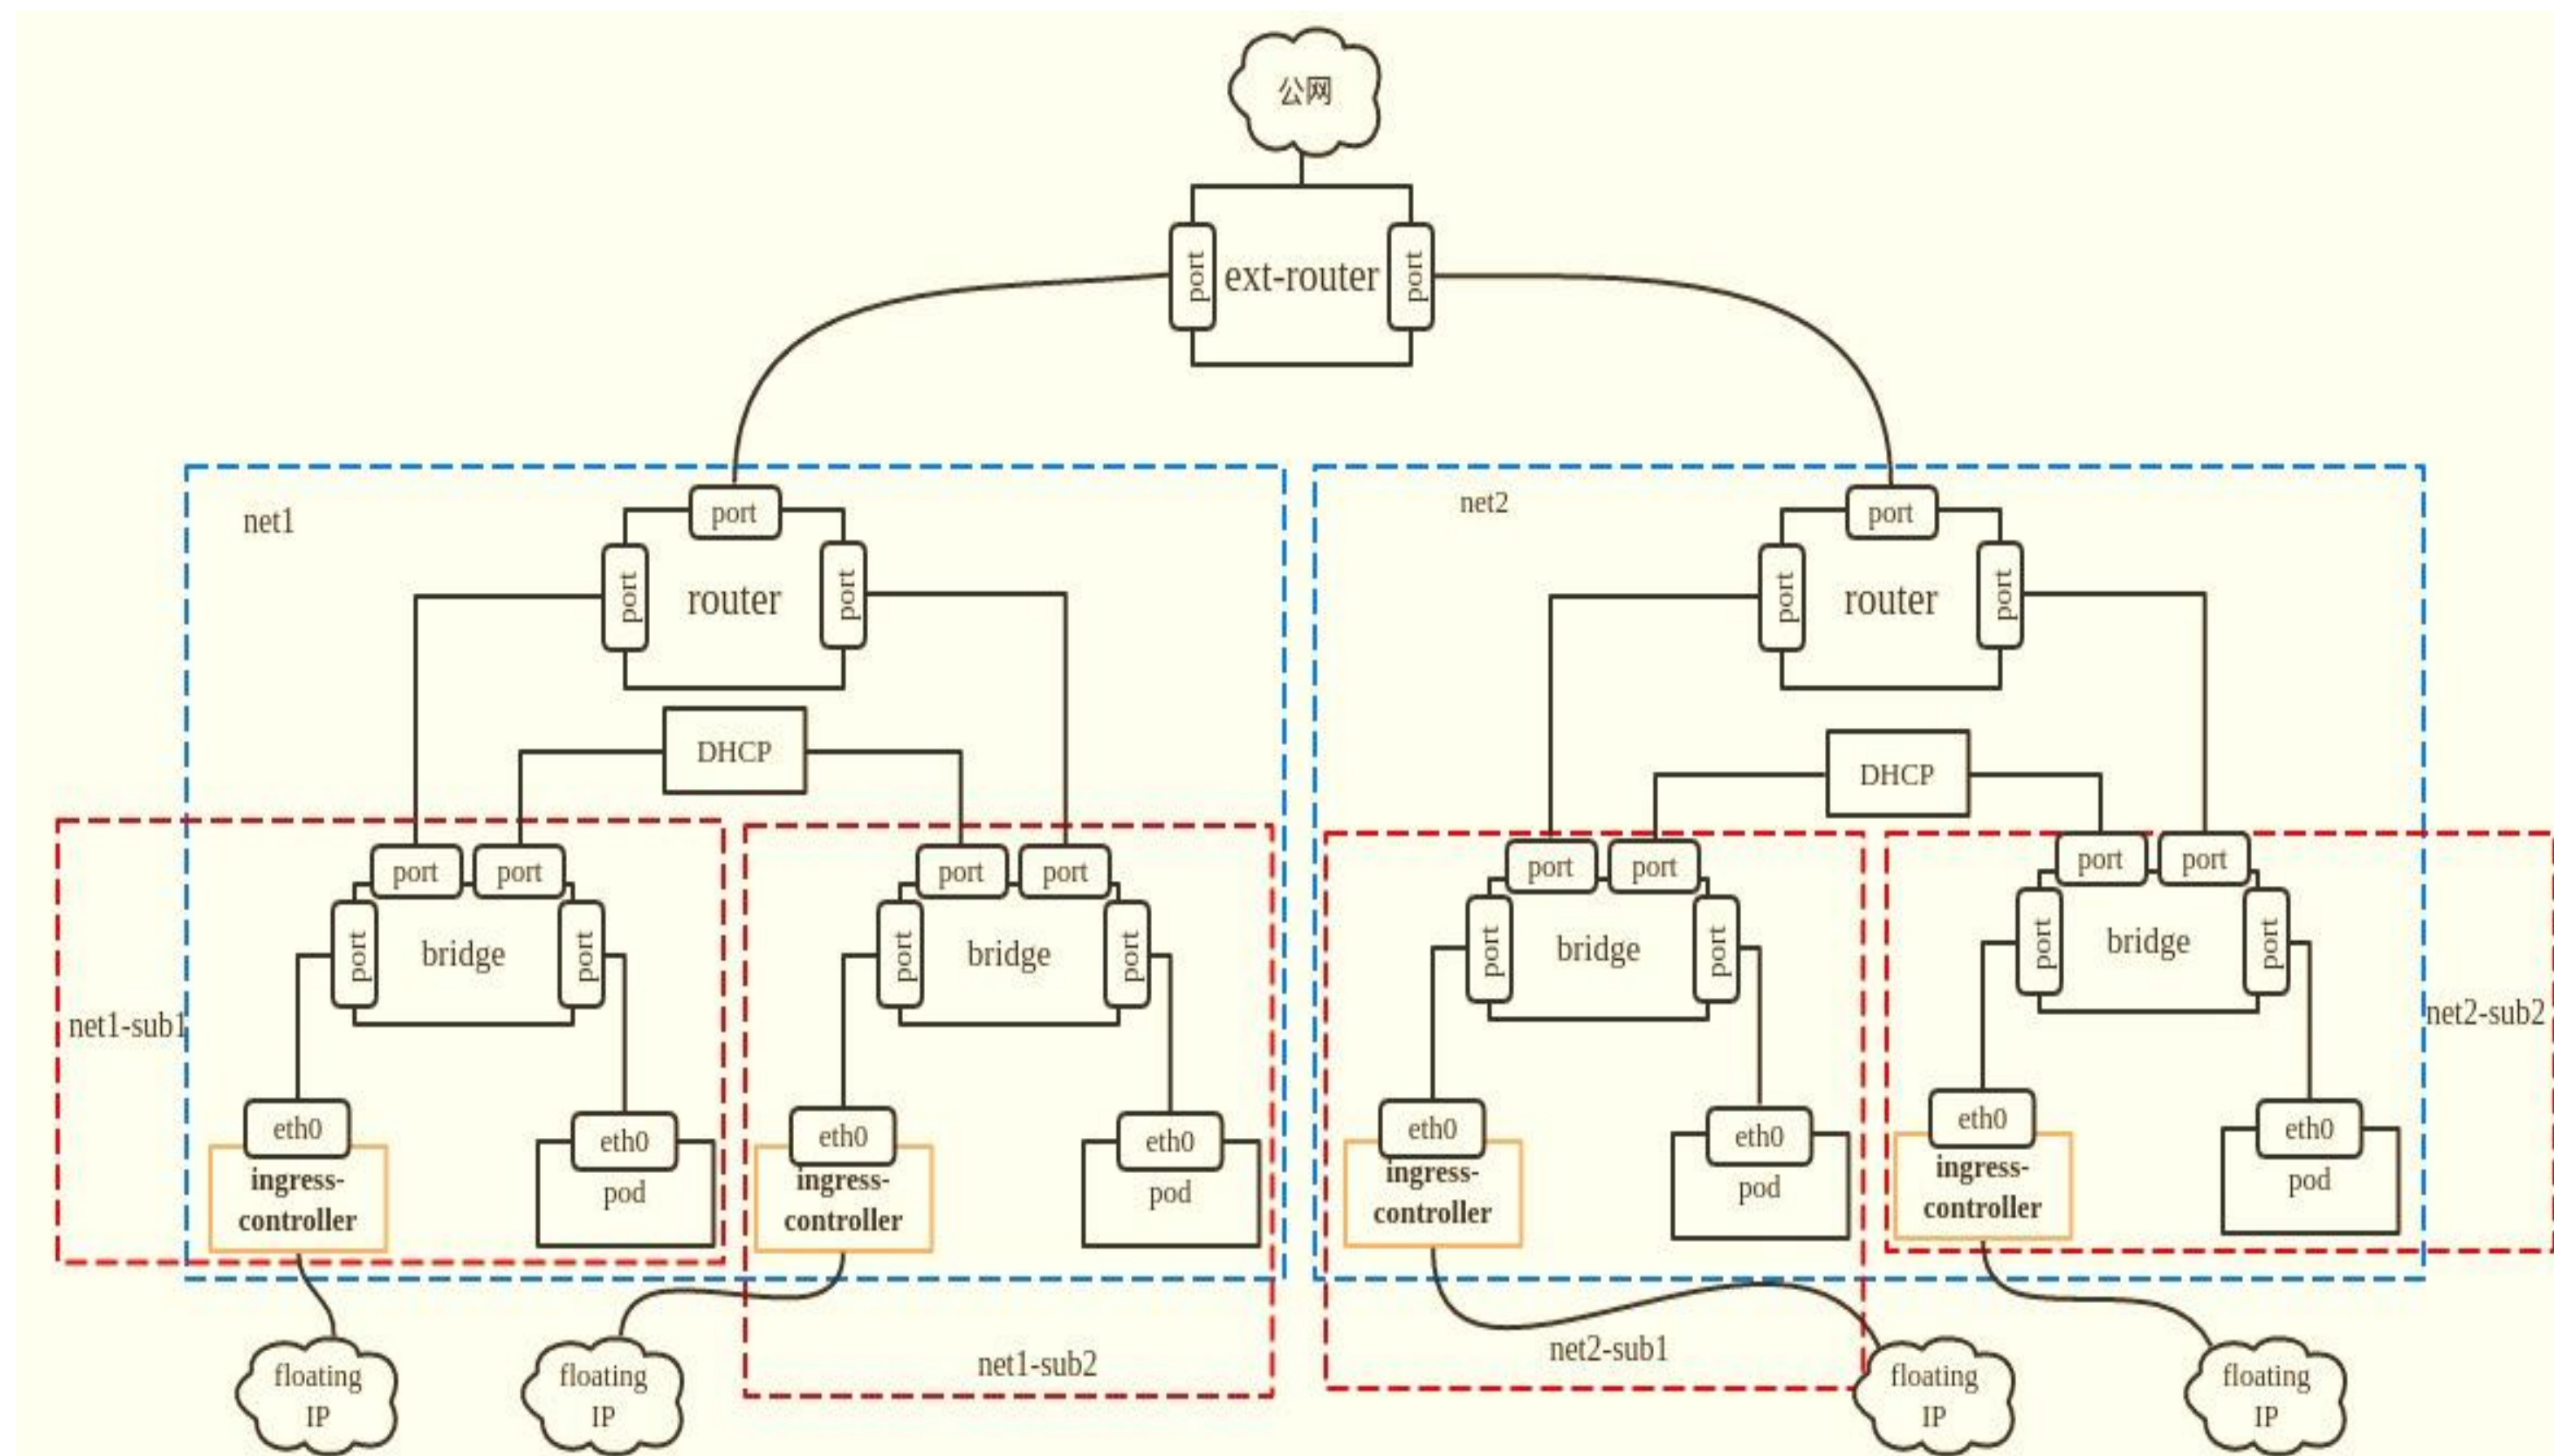 公网
port
ext-router
port
net1
port
port
router
port
DHCP
net2
port
port
router
port
DHCP
net1-sub1
port
port
port
bridge
port
eth0
ingress-
controller
eth0
pod
floating
IP
port
port
port
bridge
port
eth0
ingress-
controller
eth0
pod
net1-sub2
floating
IP
port
port
port
bridge
port
eth0
ingress-
controller
eth0
pod
net2-sub1
floating
IP
port
port
port
bridge
port
net2-sub2
eth0
ingress-
controller
eth0
pod
floating
IP